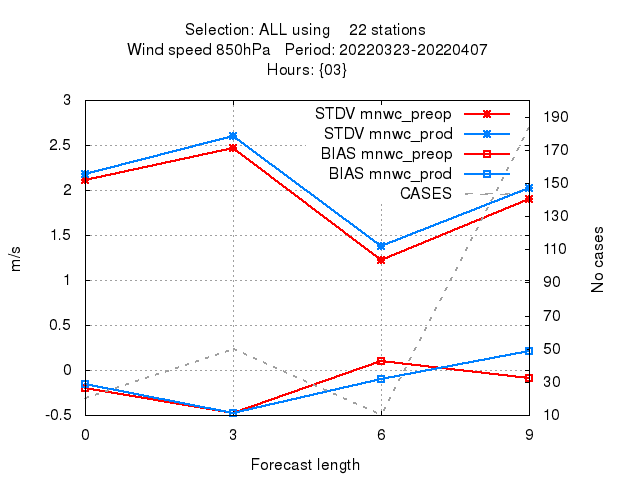 Selection: ALL using 22 stations
Wind speed 850hPa Period: 20220323-20220407
Hours: {03}
STDV mnwc_preop
STDV mnwc_prod
BIAS mnwc_preop
BIAS mnwc_prod
CASES
3
2.5
2
1.5
1
0.5
0
-0.5
m/s
190
170
150
130
110
90
70
50
30
10
No cases
0 3 6 9
Forecast length